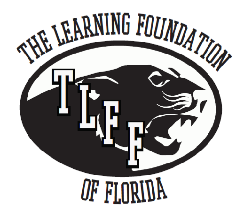 THE LEARNING FOUNDATION
TLFF
OF FLORIDA